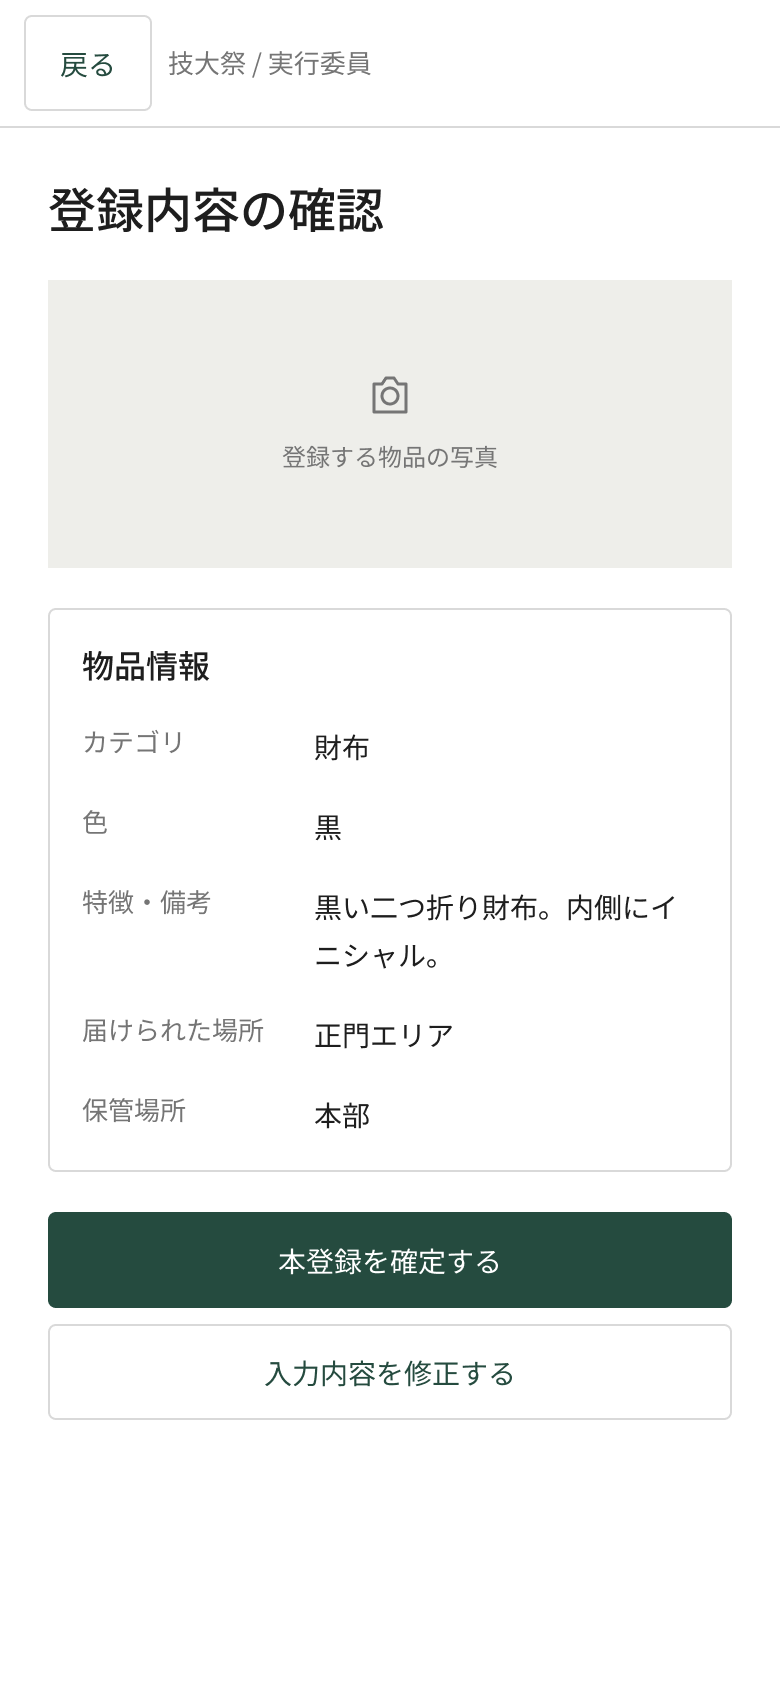 戻る
技大祭 / 実行委員
登録内容の確認
登録する物品の写真
物品情報
カテゴリ
財布
色
黒
特徴・備考
黒い二つ折り財布。内側にイ
ニシャル。
届けられた場所
正門エリア
保管場所
本部
本登録を確定する
入力内容を修正する